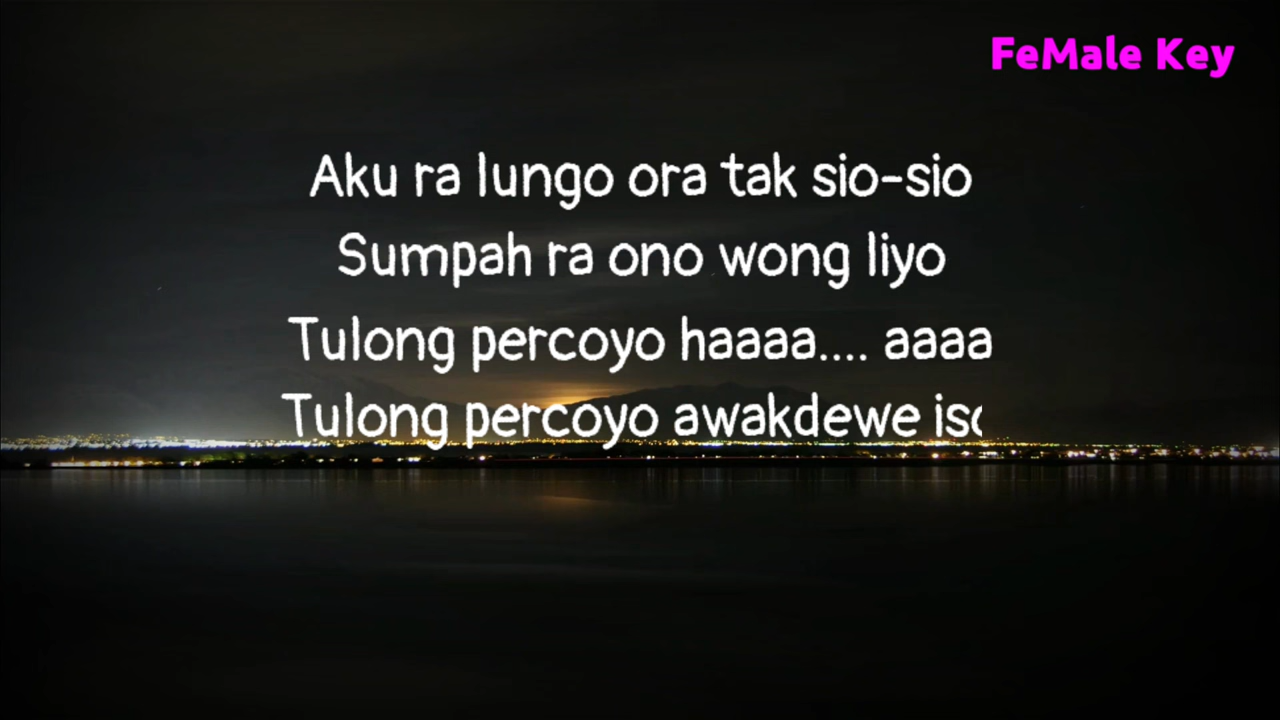 FeMale Key
Aku ra lungo ora tak sio-sio
Sumpah ra ono wong liyo
Tulong percoyo haaaa.... aaaa
Tulong percoyo awakdewe